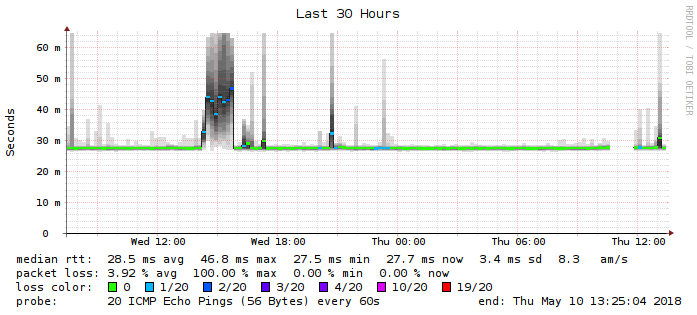 Last 30 Hours
RRDTOOL / TOBI OETIKER
Seconds
60 m
50 m
40 m
30 m
20 m
10 m
0
Wed 12:00 Wed 18:00 Thu 00:00 Thu 06:00 Thu 12:00
median rtt: 28.5 ms avg 46.8 ms max 27.5 ms min 27.7 ms now 3.4 ms sd 8.3 am/s
packet loss: 3.92 % avg 100.00 % max 0.00 % min 0.00 % now
loss color: 0 1/20 2/20 3/20 4/20 10/20 19/20
probe: 20 ICMP Echo Pings (56 Bytes) every 60s end: Thu May 10 13:25:04 2018